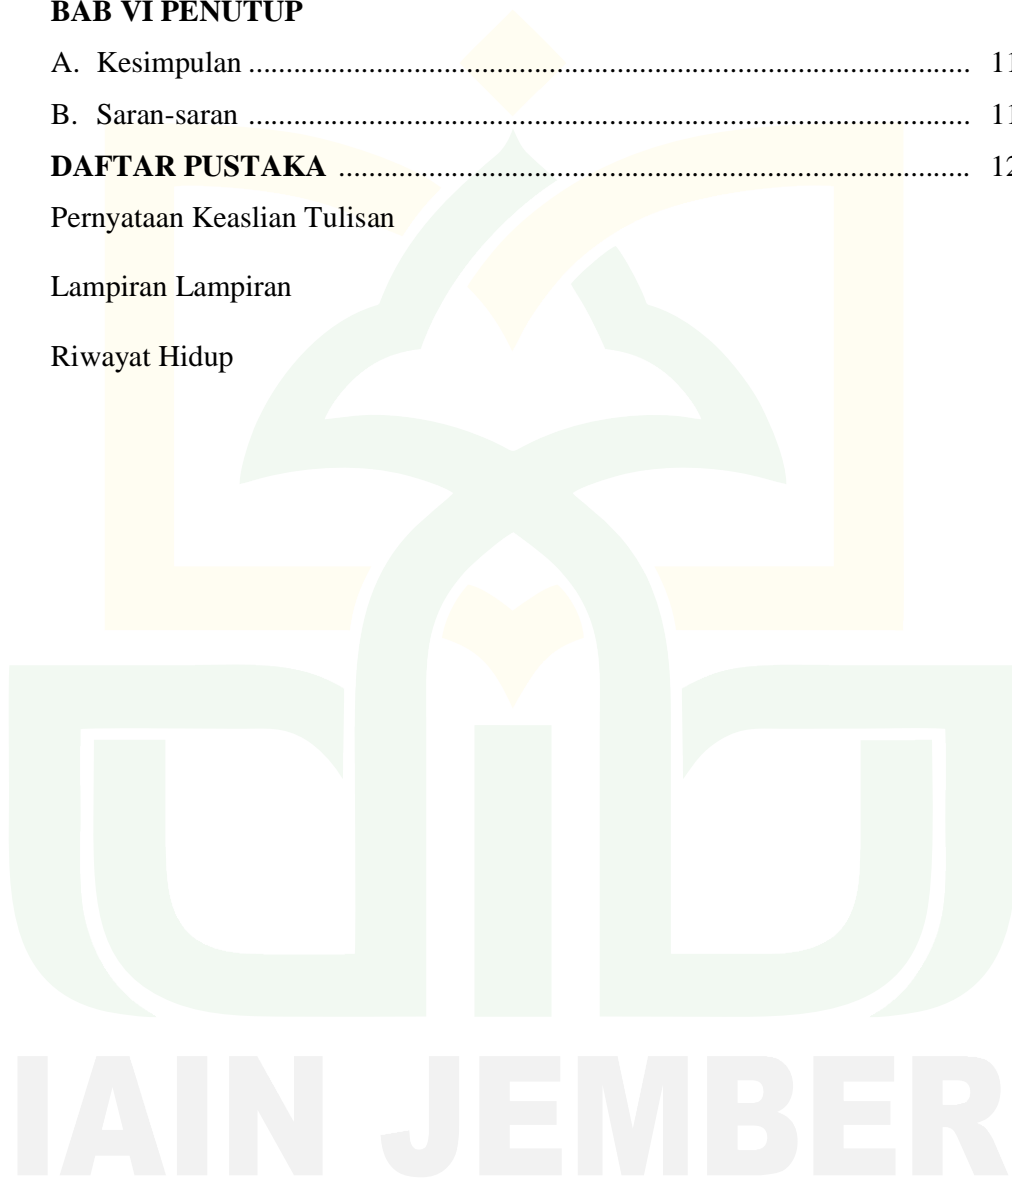 BAB VI PENUTUP
A. Kesimpulan ................................................................................................ 11
B. Saran-saran ................................................................................................ 11
DAFTAR PUSTAKA .................................................................................... 12
Pernyataan Keaslian Tulisan
Lampiran Lampiran
Riwayat Hidup
IAIN JEMBER